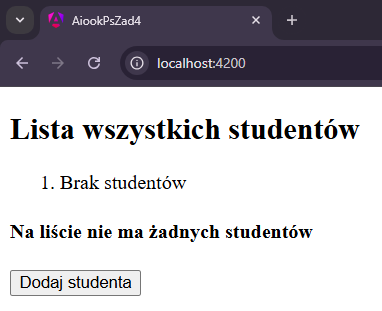 AiookPsZad4
localhost:4200
Lista wszystkich studentów
1. Brak studentów
Na liście nie ma żadnych studentów
Dodaj studenta